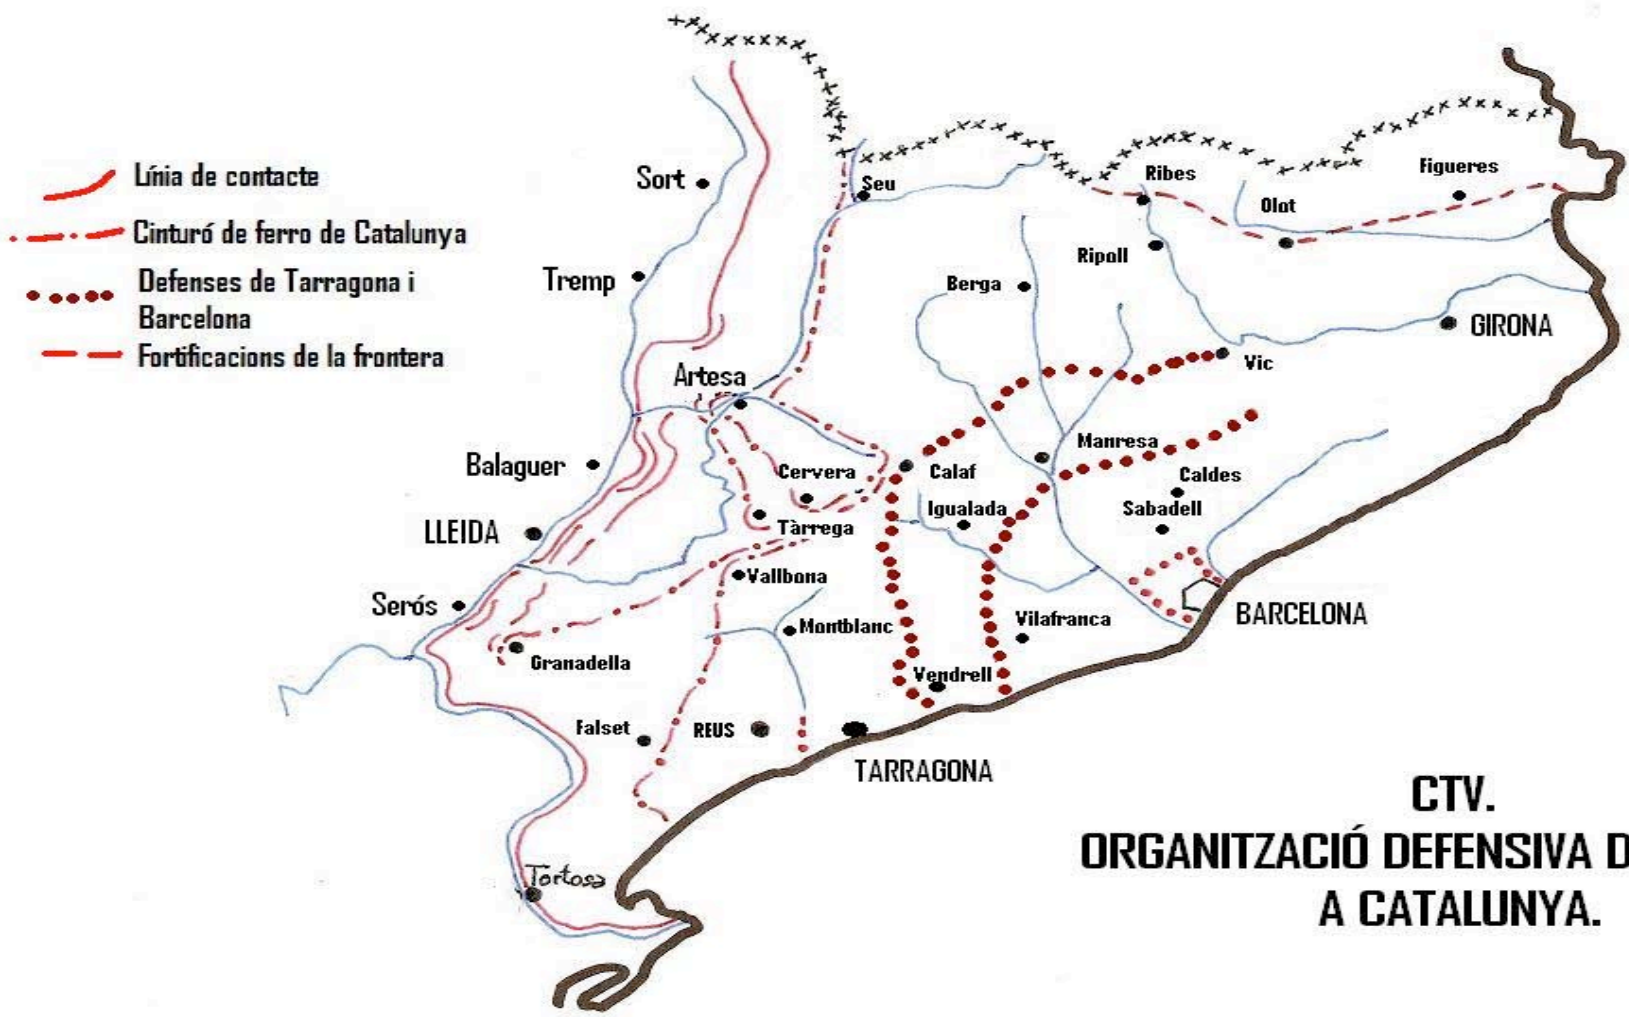 Línia de contacte
Cinturó de ferro de Catalunya
Defenses de Tarragona i
Barcelona
Fortificacions de la frontera
Sort
Seu
Ribes
Figueres
Olot
Ripoll
Tremp
Berga
GIRONA
Vic
Artesa
Manresa
Balaguer
Cervera
Calaf
Caldes
Igualada
Sabadell
LLEIDA
Tàrrega
Vallbona
Serós
BARCELONA
Montblanc
Vilafranca
Granadella
Vendrell
Falset
REUS
TARRAGONA
Tortosa
CTV.
ORGANITZACIÓ DEFENSIVA D
A CATALUNYA.